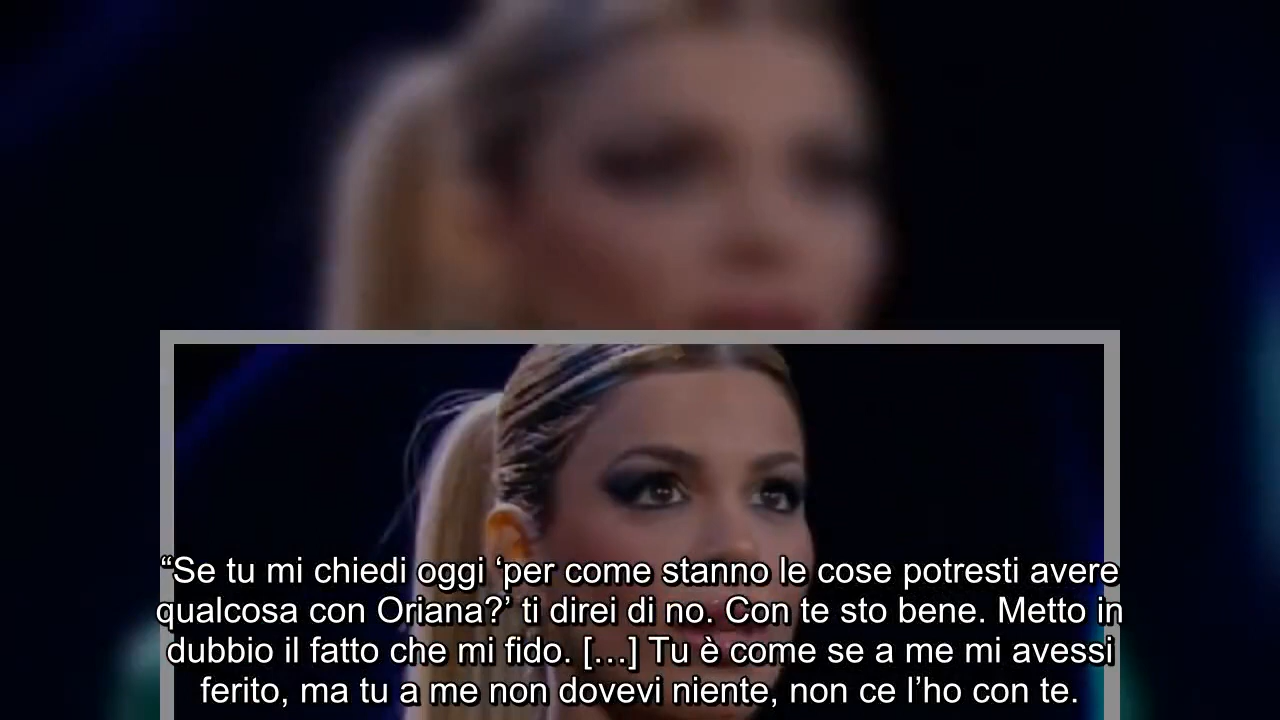 “Se tu mi chiedi oggi ‘per come stanno le cose potresti avere
qualcosa con Oriana?’ ti direi di no. Con te sto bene. Metto in
dubbio il fatto che mi fido. […] Tu è come se a me mi avessi
ferito, ma tu a me non dovevi niente, non ce l’ho con te.